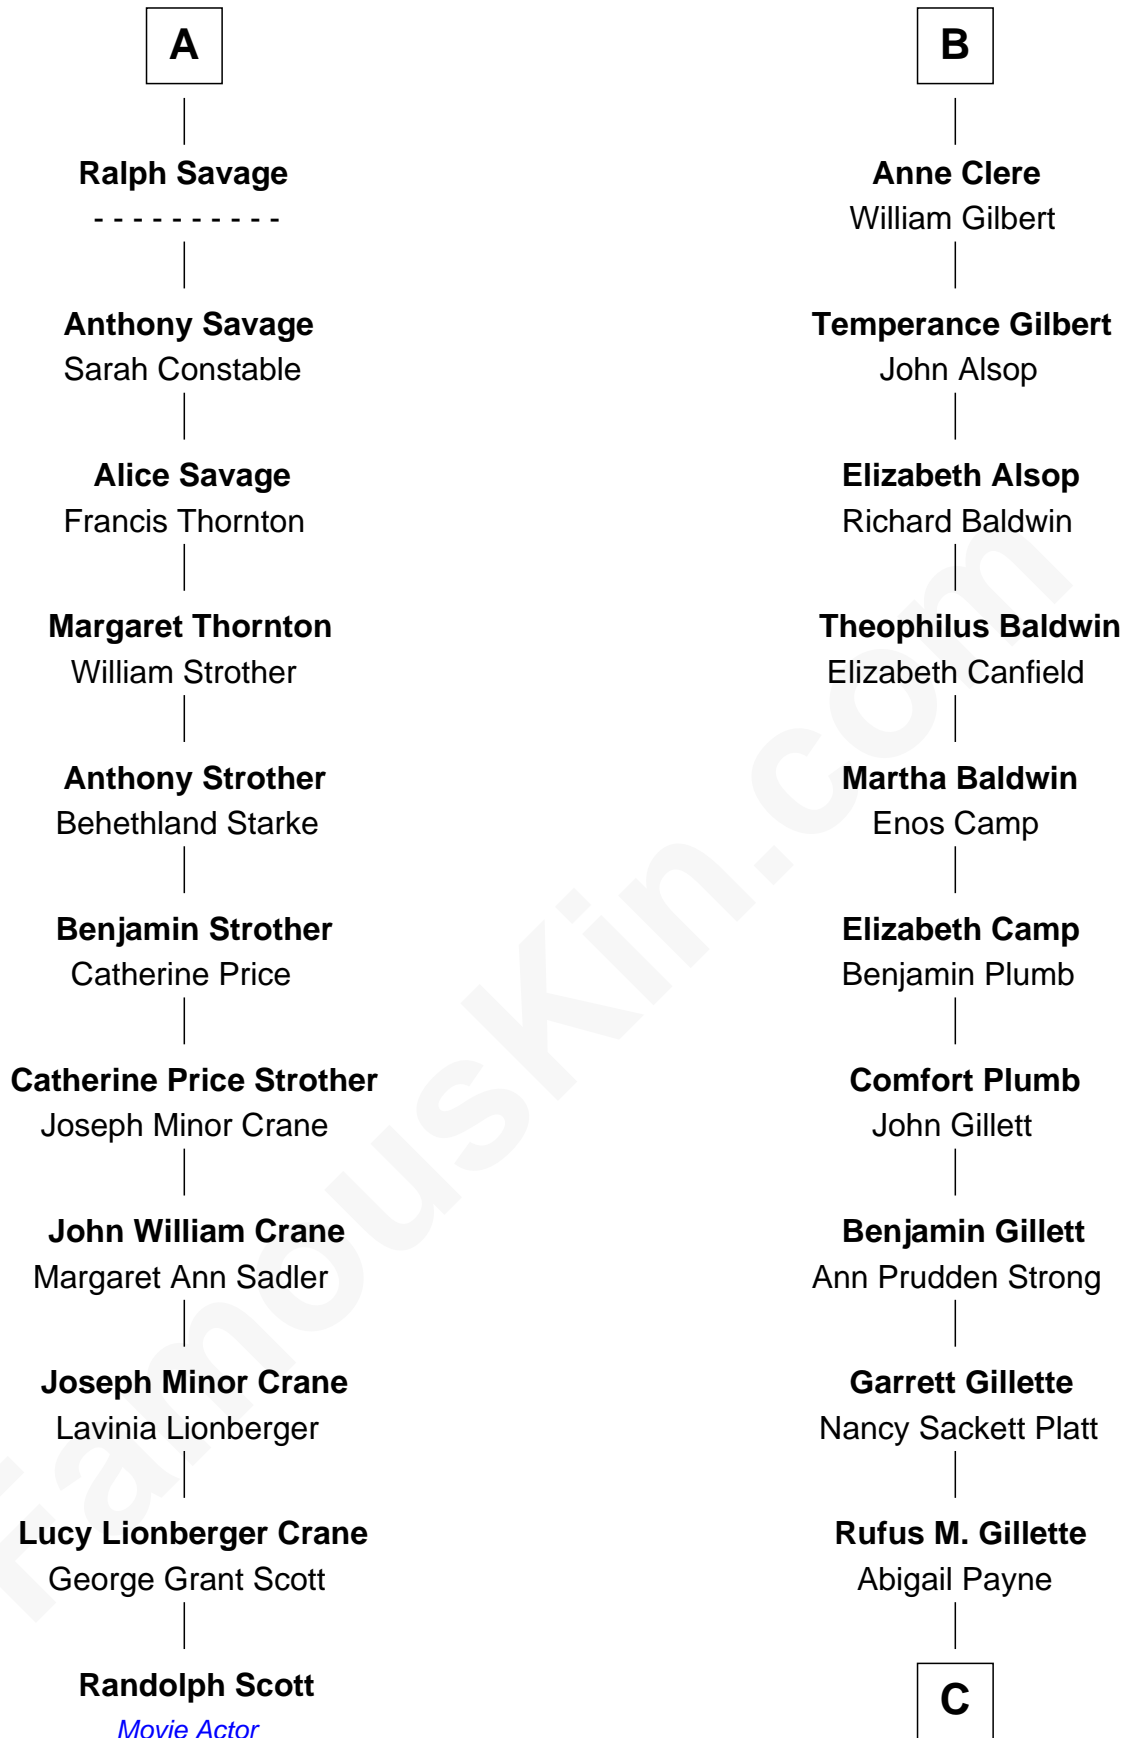 A
Ralph Savage
- - - - - - - - - -
Anthony Savage
Sarah Constable
Alice Savage
Francis Thornton
Margaret Thornton
William Strother
Anthony Strother
Behethland Starke
Benjamin Strother
Catherine Price
Catherine Price Strother
Joseph Minor Crane
John William Crane
Margaret Ann Sadler
Joseph Minor Crane
Lavinia Lionberger
Lucy Lionberger Crane
George Grant Scott
Randolph Scott
Movie Actor
B
Anne Clere
William Gilbert
Temperance Gilbert
John Alsop
Elizabeth Alsop
Richard Baldwin
Theophilus Baldwin
Elizabeth Canfield
Martha Baldwin
Enos Camp
Elizabeth Camp
Benjamin Plumb
Comfort Plumb
John Gillett
Benjamin Gillett
Ann Prudden Strong
Garrett Gillette
Nancy Sackett Platt
Rufus M. Gillette
Abigail Payne
C
FamousKin.com